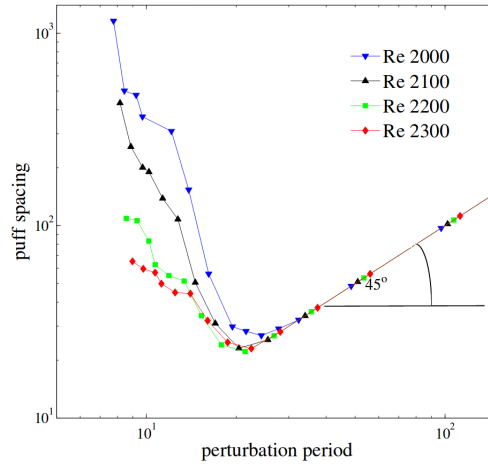 10³
Re 2000
Re 2100
Re 2200
Re 2300
puff spacing
10²
45°
10¹
10¹
10²
perturbation period